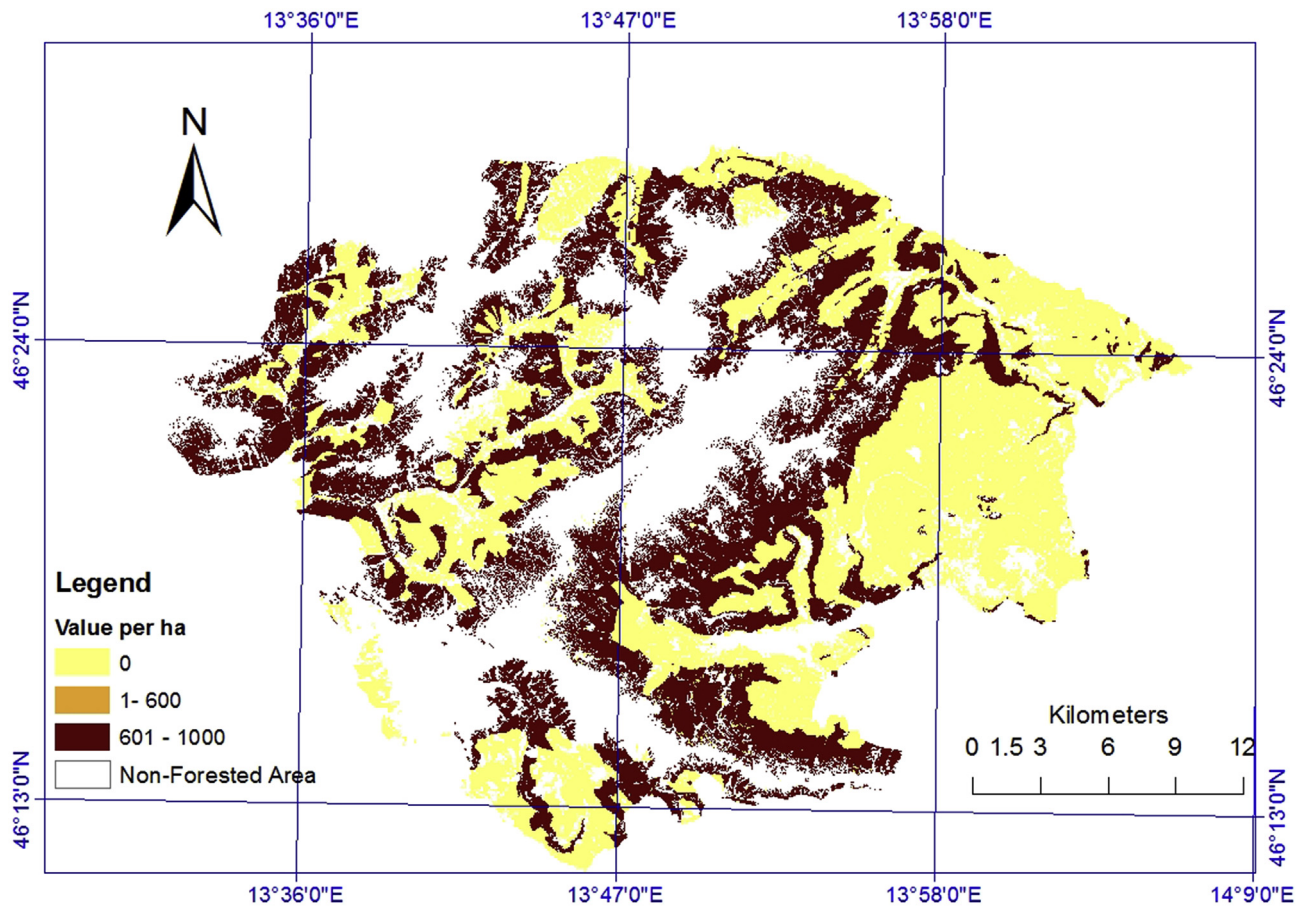 13°36'0"E 13°47'0"E 13°58'0"E
N
46°24'0"N
46°24'0"N
Legend
Value per ha
0
1- 600
601 - 1000
Non-Forested Area
Kilometers
0 1.5 3 6 9 12
46°13'0"N
46°13'0"N
13°36'0"E 13°47'0"E 13°58'0"E 14°9'0"E